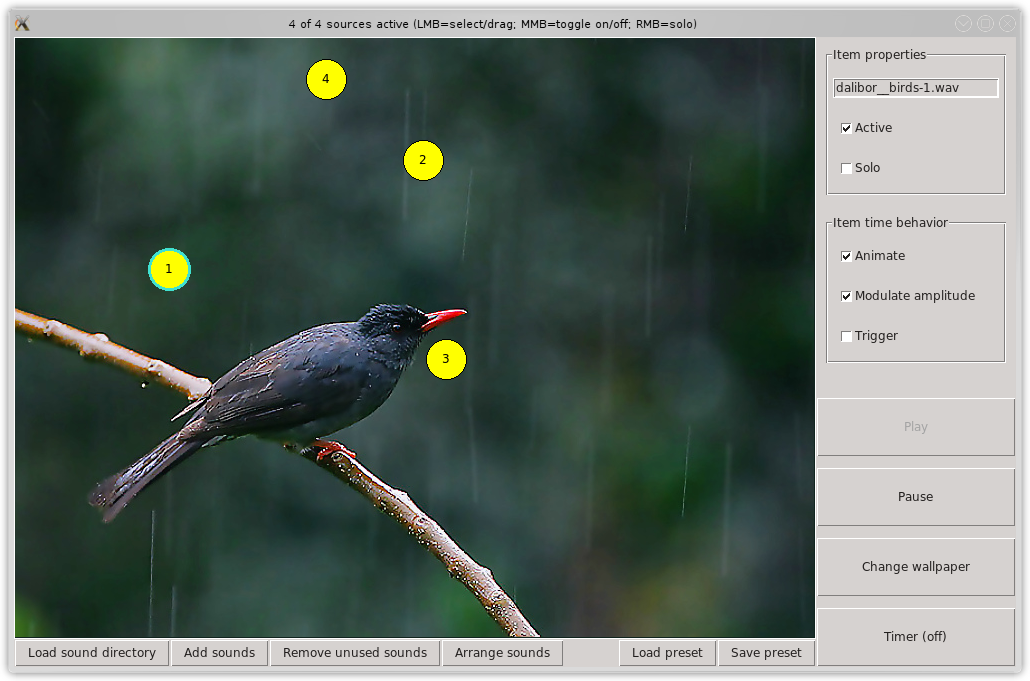 4 of 4 sources active (LMB=select/drag; MMB=toggle on/off; RMB=solo)
4
2
1
3
Item properties
dalibor__birds-1.wav
Active
Solo
Item time behavior
Animate
Modulate amplitude
Trigger
Play
Pause
Change wallpaper
Timer (off)
Load sound directory
Add sounds
Remove unused sounds
Arrange sounds
Load preset
Save preset